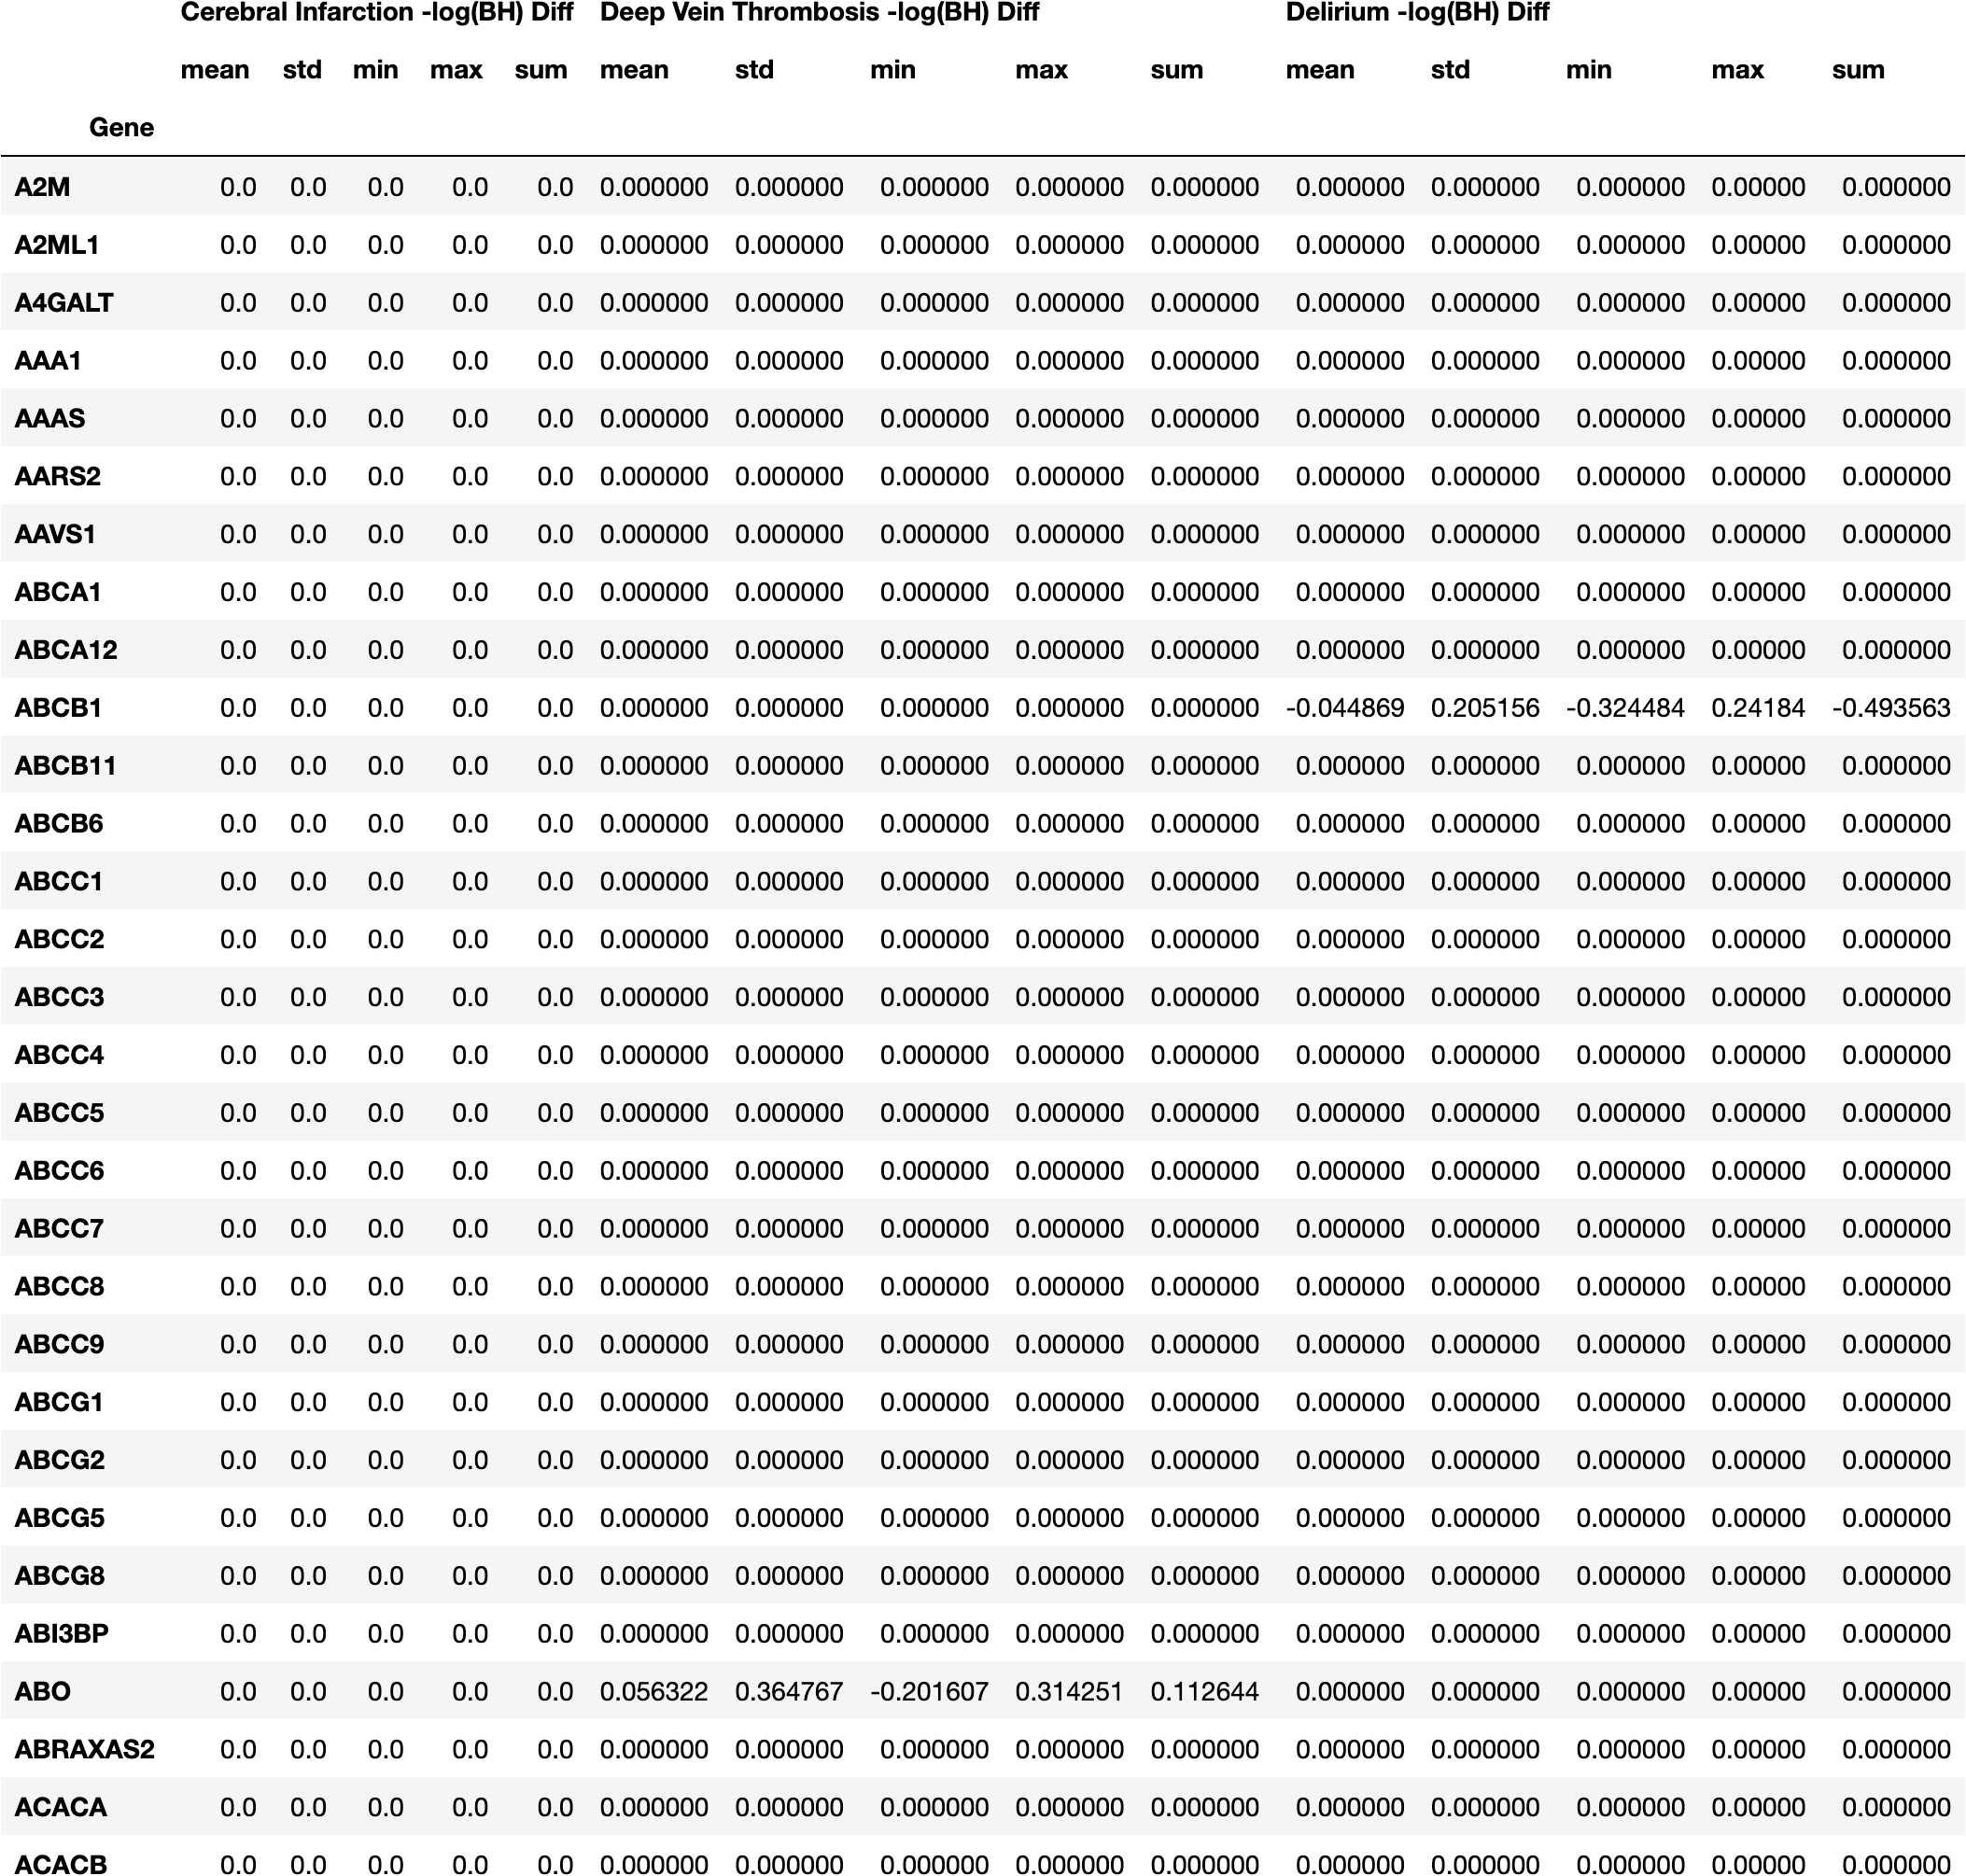 Cerebral Infarction -log(BH) Diff Deep Vein Thrombosis -log(BH) Diff Delirium -log(BH) Diff
mean std min max sum mean std min max sum mean std min max sum
Gene
A2M 0.0 0.0 0.0 0.0 0.0 0.000000 0.000000 0.000000 0.000000 0.000000 0.000000 0.000000 0.000000 0.00000 0.000000
A2ML1 0.0 0.0 0.0 0.0 0.0 0.000000 0.000000 0.000000 0.000000 0.000000 0.000000 0.000000 0.000000 0.00000 0.000000
A4GALT 0.0 0.0 0.0 0.0 0.0 0.000000 0.000000 0.000000 0.000000 0.000000 0.000000 0.000000 0.000000 0.00000 0.000000
AAA1 0.0 0.0 0.0 0.0 0.0 0.000000 0.000000 0.000000 0.000000 0.000000 0.000000 0.000000 0.000000 0.00000 0.000000
AAAS 0.0 0.0 0.0 0.0 0.0 0.000000 0.000000 0.000000 0.000000 0.000000 0.000000 0.000000 0.000000 0.00000 0.000000
AARS2 0.0 0.0 0.0 0.0 0.0 0.000000 0.000000 0.000000 0.000000 0.000000 0.000000 0.000000 0.000000 0.00000 0.000000
AAVS1 0.0 0.0 0.0 0.0 0.0 0.000000 0.000000 0.000000 0.000000 0.000000 0.000000 0.000000 0.000000 0.00000 0.000000
ABCA1 0.0 0.0 0.0 0.0 0.0 0.000000 0.000000 0.000000 0.000000 0.000000 0.000000 0.000000 0.000000 0.00000 0.000000
ABCA12 0.0 0.0 0.0 0.0 0.0 0.000000 0.000000 0.000000 0.000000 0.000000 0.000000 0.000000 0.000000 0.00000 0.000000
ABCB1 0.0 0.0 0.0 0.0 0.0 0.000000 0.000000 0.000000 0.000000 0.000000 -0.044869 0.205156 -0.324484 0.24184 -0.493563
ABCB11 0.0 0.0 0.0 0.0 0.0 0.000000 0.000000 0.000000 0.000000 0.000000 0.000000 0.000000 0.000000 0.00000 0.000000
ABCB6 0.0 0.0 0.0 0.0 0.0 0.000000 0.000000 0.000000 0.000000 0.000000 0.000000 0.000000 0.000000 0.00000 0.000000
ABCC1 0.0 0.0 0.0 0.0 0.0 0.000000 0.000000 0.000000 0.000000 0.000000 0.000000 0.000000 0.000000 0.00000 0.000000
ABCC2 0.0 0.0 0.0 0.0 0.0 0.000000 0.000000 0.000000 0.000000 0.000000 0.000000 0.000000 0.000000 0.00000 0.000000
ABCC3 0.0 0.0 0.0 0.0 0.0 0.000000 0.000000 0.000000 0.000000 0.000000 0.000000 0.000000 0.000000 0.00000 0.000000
ABCC4 0.0 0.0 0.0 0.0 0.0 0.000000 0.000000 0.000000 0.000000 0.000000 0.000000 0.000000 0.000000 0.00000 0.000000
ABCC5 0.0 0.0 0.0 0.0 0.0 0.000000 0.000000 0.000000 0.000000 0.000000 0.000000 0.000000 0.000000 0.00000 0.000000
ABCC6 0.0 0.0 0.0 0.0 0.0 0.000000 0.000000 0.000000 0.000000 0.000000 0.000000 0.000000 0.000000 0.00000 0.000000
ABCC7 0.0 0.0 0.0 0.0 0.0 0.000000 0.000000 0.000000 0.000000 0.000000 0.000000 0.000000 0.000000 0.00000 0.000000
ABCC8 0.0 0.0 0.0 0.0 0.0 0.000000 0.000000 0.000000 0.000000 0.000000 0.000000 0.000000 0.000000 0.00000 0.000000
ABCC9 0.0 0.0 0.0 0.0 0.0 0.000000 0.000000 0.000000 0.000000 0.000000 0.000000 0.000000 0.000000 0.00000 0.000000
ABCG1 0.0 0.0 0.0 0.0 0.0 0.000000 0.000000 0.000000 0.000000 0.000000 0.000000 0.000000 0.000000 0.00000 0.000000
ABCG2 0.0 0.0 0.0 0.0 0.0 0.000000 0.000000 0.000000 0.000000 0.000000 0.000000 0.000000 0.000000 0.00000 0.000000
ABCG5 0.0 0.0 0.0 0.0 0.0 0.000000 0.000000 0.000000 0.000000 0.000000 0.000000 0.000000 0.000000 0.00000 0.000000
ABCG8 0.0 0.0 0.0 0.0 0.0 0.000000 0.000000 0.000000 0.000000 0.000000 0.000000 0.000000 0.000000 0.00000 0.000000
ABI3BP 0.0 0.0 0.0 0.0 0.0 0.000000 0.000000 0.000000 0.000000 0.000000 0.000000 0.000000 0.000000 0.00000 0.000000
ABO 0.0 0.0 0.0 0.0 0.0 0.056322 0.364767 -0.201607 0.314251 0.112644 0.000000 0.000000 0.000000 0.00000 0.000000
ABRAXAS2 0.0 0.0 0.0 0.0 0.0 0.000000 0.000000 0.000000 0.000000 0.000000 0.000000 0.000000 0.000000 0.00000 0.000000
ACACA 0.0 0.0 0.0 0.0 0.0 0.000000 0.000000 0.000000 0.000000 0.000000 0.000000 0.000000 0.000000 0.00000 0.000000
ACACB 0.0 0.0 0.0 0.0 0.0 0.000000 0.000000 0.000000 0.000000 0.000000 0.000000 0.000000 0.000000 0.00000 0.000000